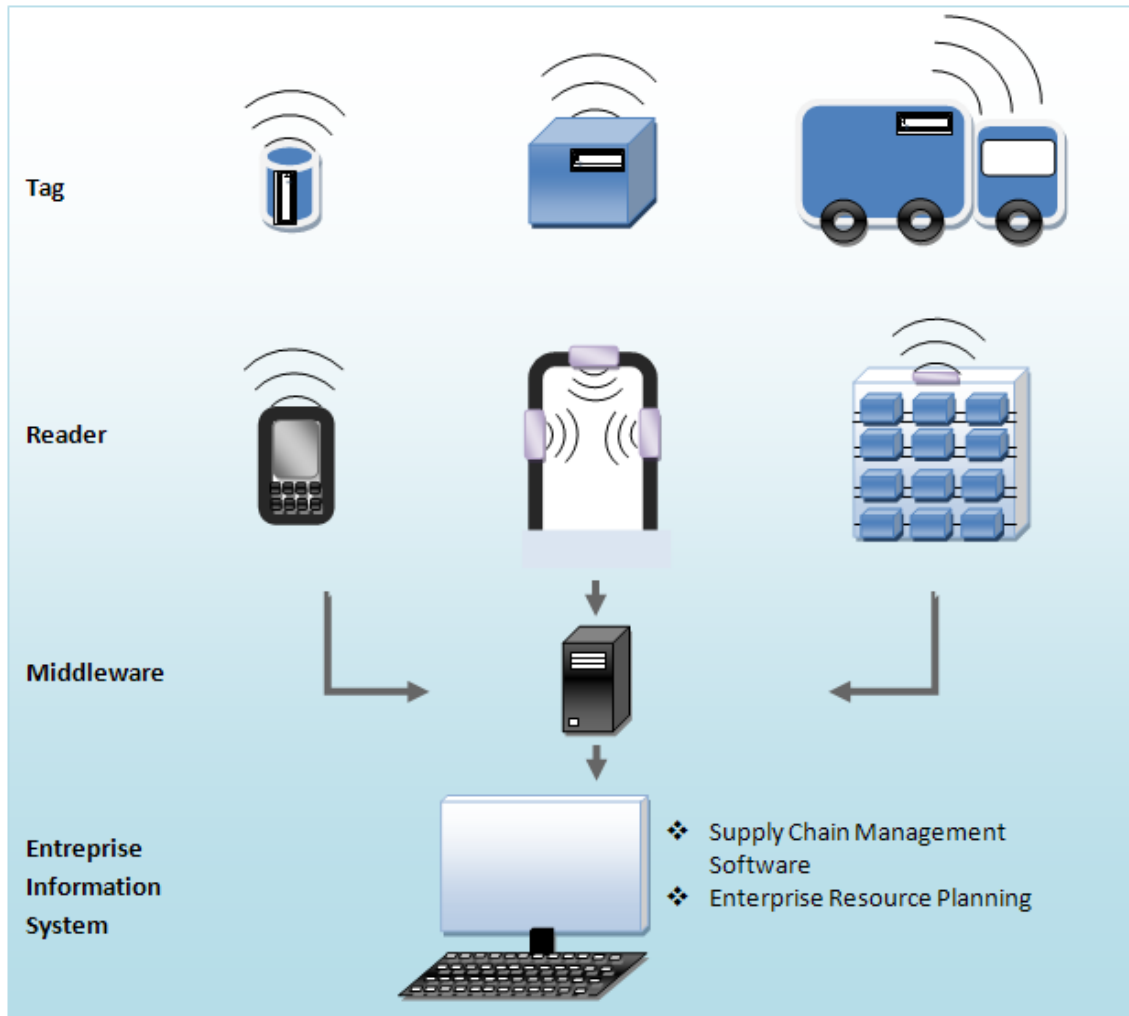 Tag
Reader
Middleware
Entreprise
Information
System
❖ Supply Chain Management
Software
❖ Enterprise Resource Planning